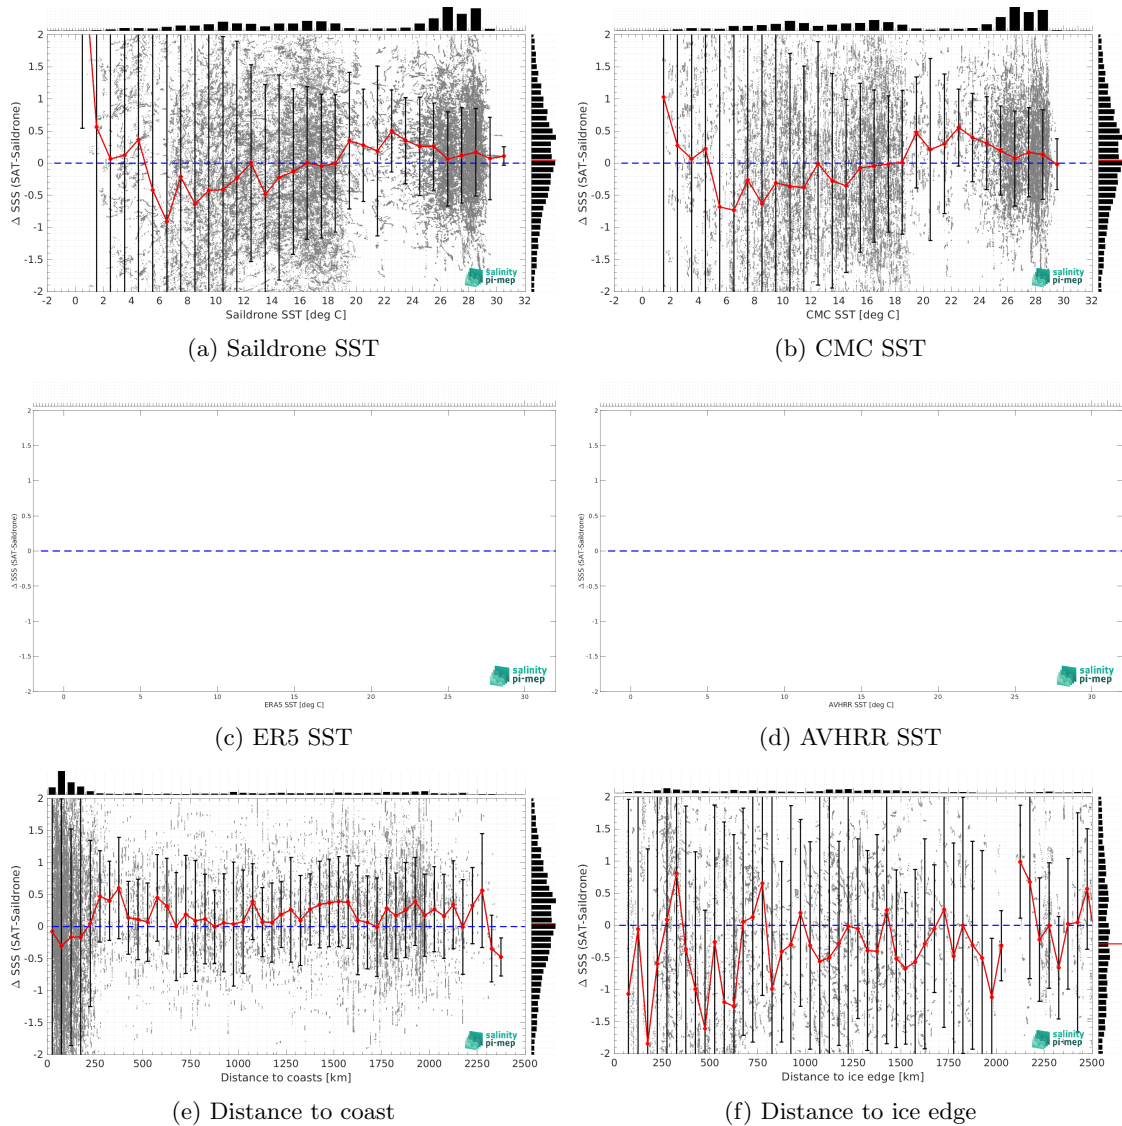 Δ SSS (SAT-Saildrone)
2
1.5
1
0.5
0
-0.5
-1
-1.5
-2
-2 0 2 4 6 8 10 12 14 16 18 20 22 24 26 28 30 32
Saildrone SST [deg C]
salinity
pi-mep
(a) Saildrone SST
Δ SSS (SAT-Saildrone)
2
1.5
1
0.5
0
-0.5
-1
-1.5
-2
-2 0 2 4 6 8 10 12 14 16 18 20 22 24 26 28 30 32
CMC SST [deg C]
salinity
pi-mep
(b) CMC SST
Δ SSS (SAT-Saildrone)
2
1.5
1
0.5
0
-0.5
-1
-1.5
-2
0 5 10 15 20 25 30
ERA5 SST [deg C]
salinity
pi-mep
(c) ER5 SST
Δ SSS (SAT-Saildrone)
2
1.5
1
0.5
0
-0.5
-1
-1.5
-2
0 5 10 15 20 25 30
AVHRR SST [deg C]
salinity
pi-mep
(d) AVHRR SST
Δ SSS (SAT-Saildrone)
2
1.5
1
0.5
0
-0.5
-1
-1.5
-2
0 250 500 750 1000 1250 1500 1750 2000 2250 2500
Distance to coasts [km]
salinity
pi-mep
(e) Distance to coast
Δ SSS (SAT-Saildrone)
2
1.5
1
0.5
0
-0.5
-1
-1.5
-2
0 250 500 750 1000 1250 1500 1750 2000 2250 2500
Distance to ice edge [km]
salinity
pi-mep
(f) Distance to ice edge